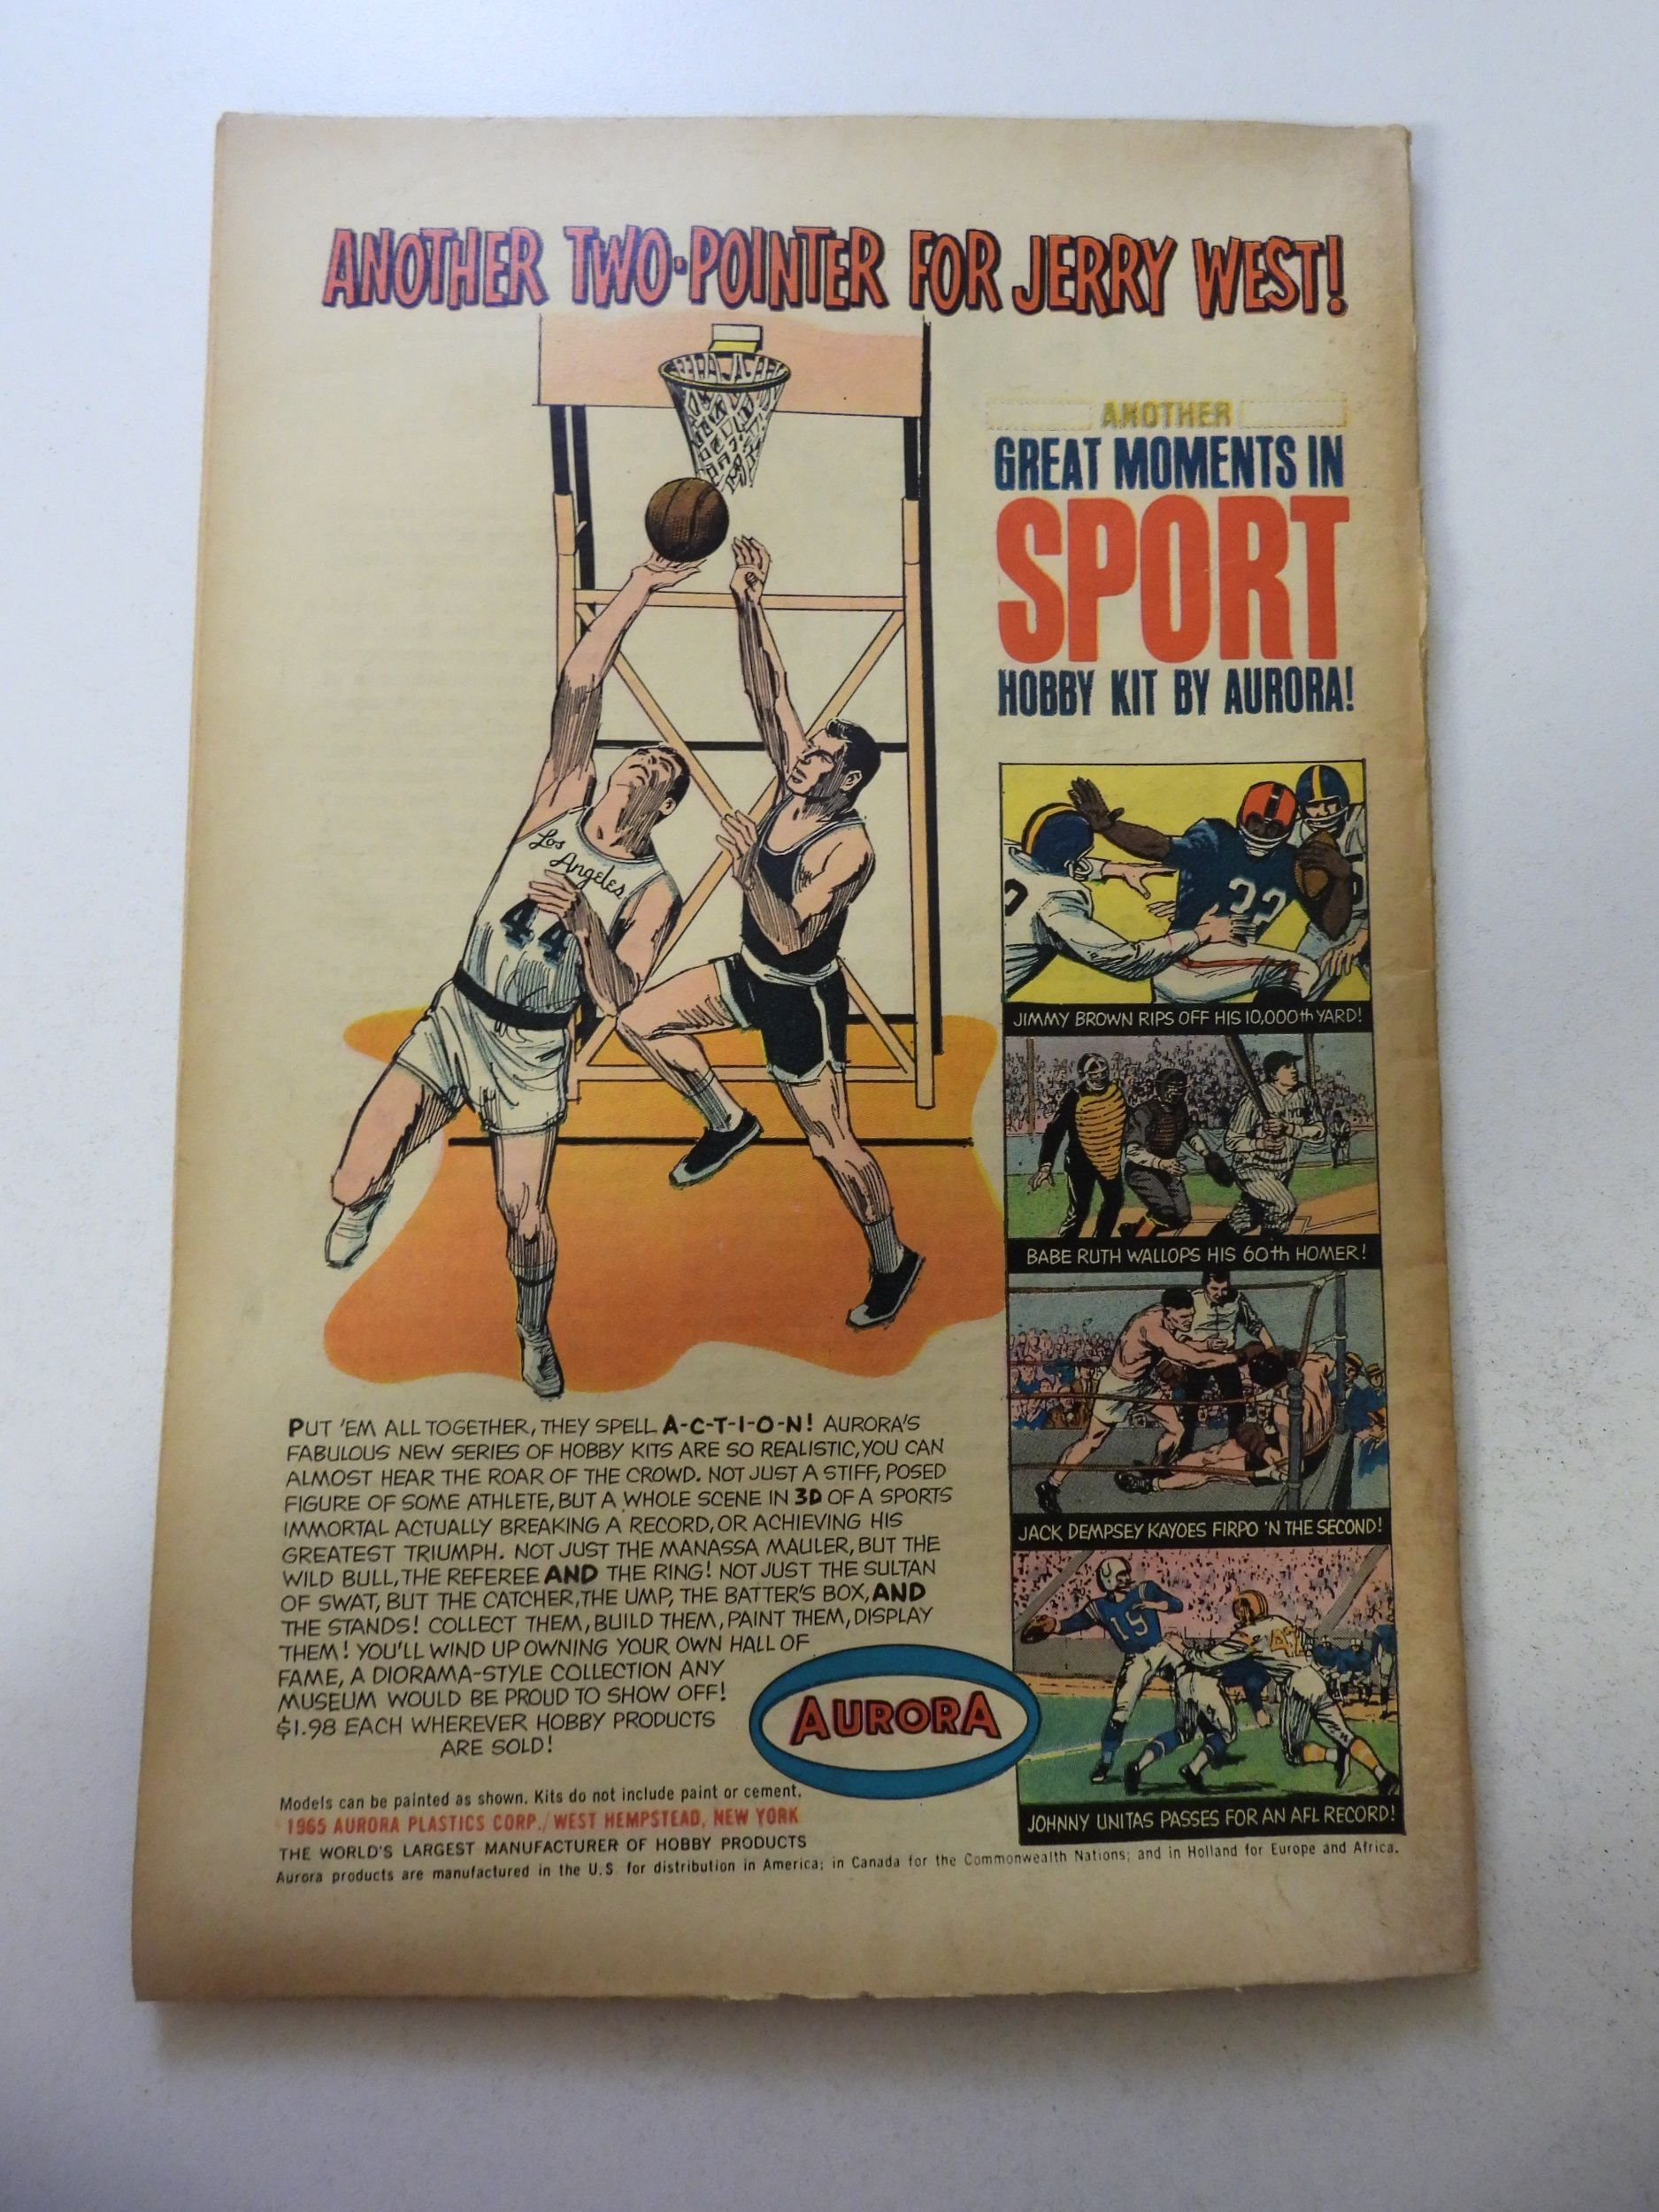 ANOTHER TWO-POINTER FOR JERRY WEST!
ANOTHER
GREAT MOMENTS IN
SPORT
HOBBY KIT BY AURORA!
Los
Angeles
44
32
JIMMY BROWN RIPS OFF HIS 10,000th YARD!
BABE RUTH WALLOPS HIS 60th HOMER!
JACK DEMPSEY KAYOES FIRPO 'N THE SECOND!
19
42
JOHNNY UNITAS PASSES FOR AN AFL RECORD!
PUT 'EM ALL TOGETHER, THEY SPELL A-C-T-I-O-N! AURORA'S
FABULOUS NEW SERIES OF HOBBY KITS ARE SO REALISTIC, YOU CAN
ALMOST HEAR THE ROAR OF THE CROWD. NOT JUST A STIFF, POSED
FIGURE OF SOME ATHLETE, BUT A WHOLE SCENE IN 3D OF A SPORTS
IMMORTAL ACTUALLY BREAKING A RECORD, OR ACHIEVING HIS
GREATEST TRIUMPH. NOT JUST THE MANASSA MAULER, BUT THE
WILD BULL, THE REFEREE AND THE RING! NOT JUST THE SULTAN
OF SWAT, BUT THE CATCHER, THE UMP, THE BATTER'S BOX, AND
THE STANDS! COLLECT THEM, BUILD THEM, PAINT THEM, DISPLAY
THEM! YOU'LL WIND UP OWNING YOUR OWN HALL OF
FAME, A DIORAMA-STYLE COLLECTION ANY
MUSEUM WOULD BE PROUD TO SHOW OFF!
$1.98 EACH WHEREVER HOBBY PRODUCTS
ARE SOLD!
AURORA
Models can be painted as shown. Kits do not include paint or cement.
1965 AURORA PLASTICS CORP./WEST HEMPSTEAD, NEW YORK
THE WORLD'S LARGEST MANUFACTURER OF HOBBY PRODUCTS
Aurora products are manufactured in the U.S. for distribution in America; in Canada for the Commonwealth Nations; and in Holland for Europe and Africa.